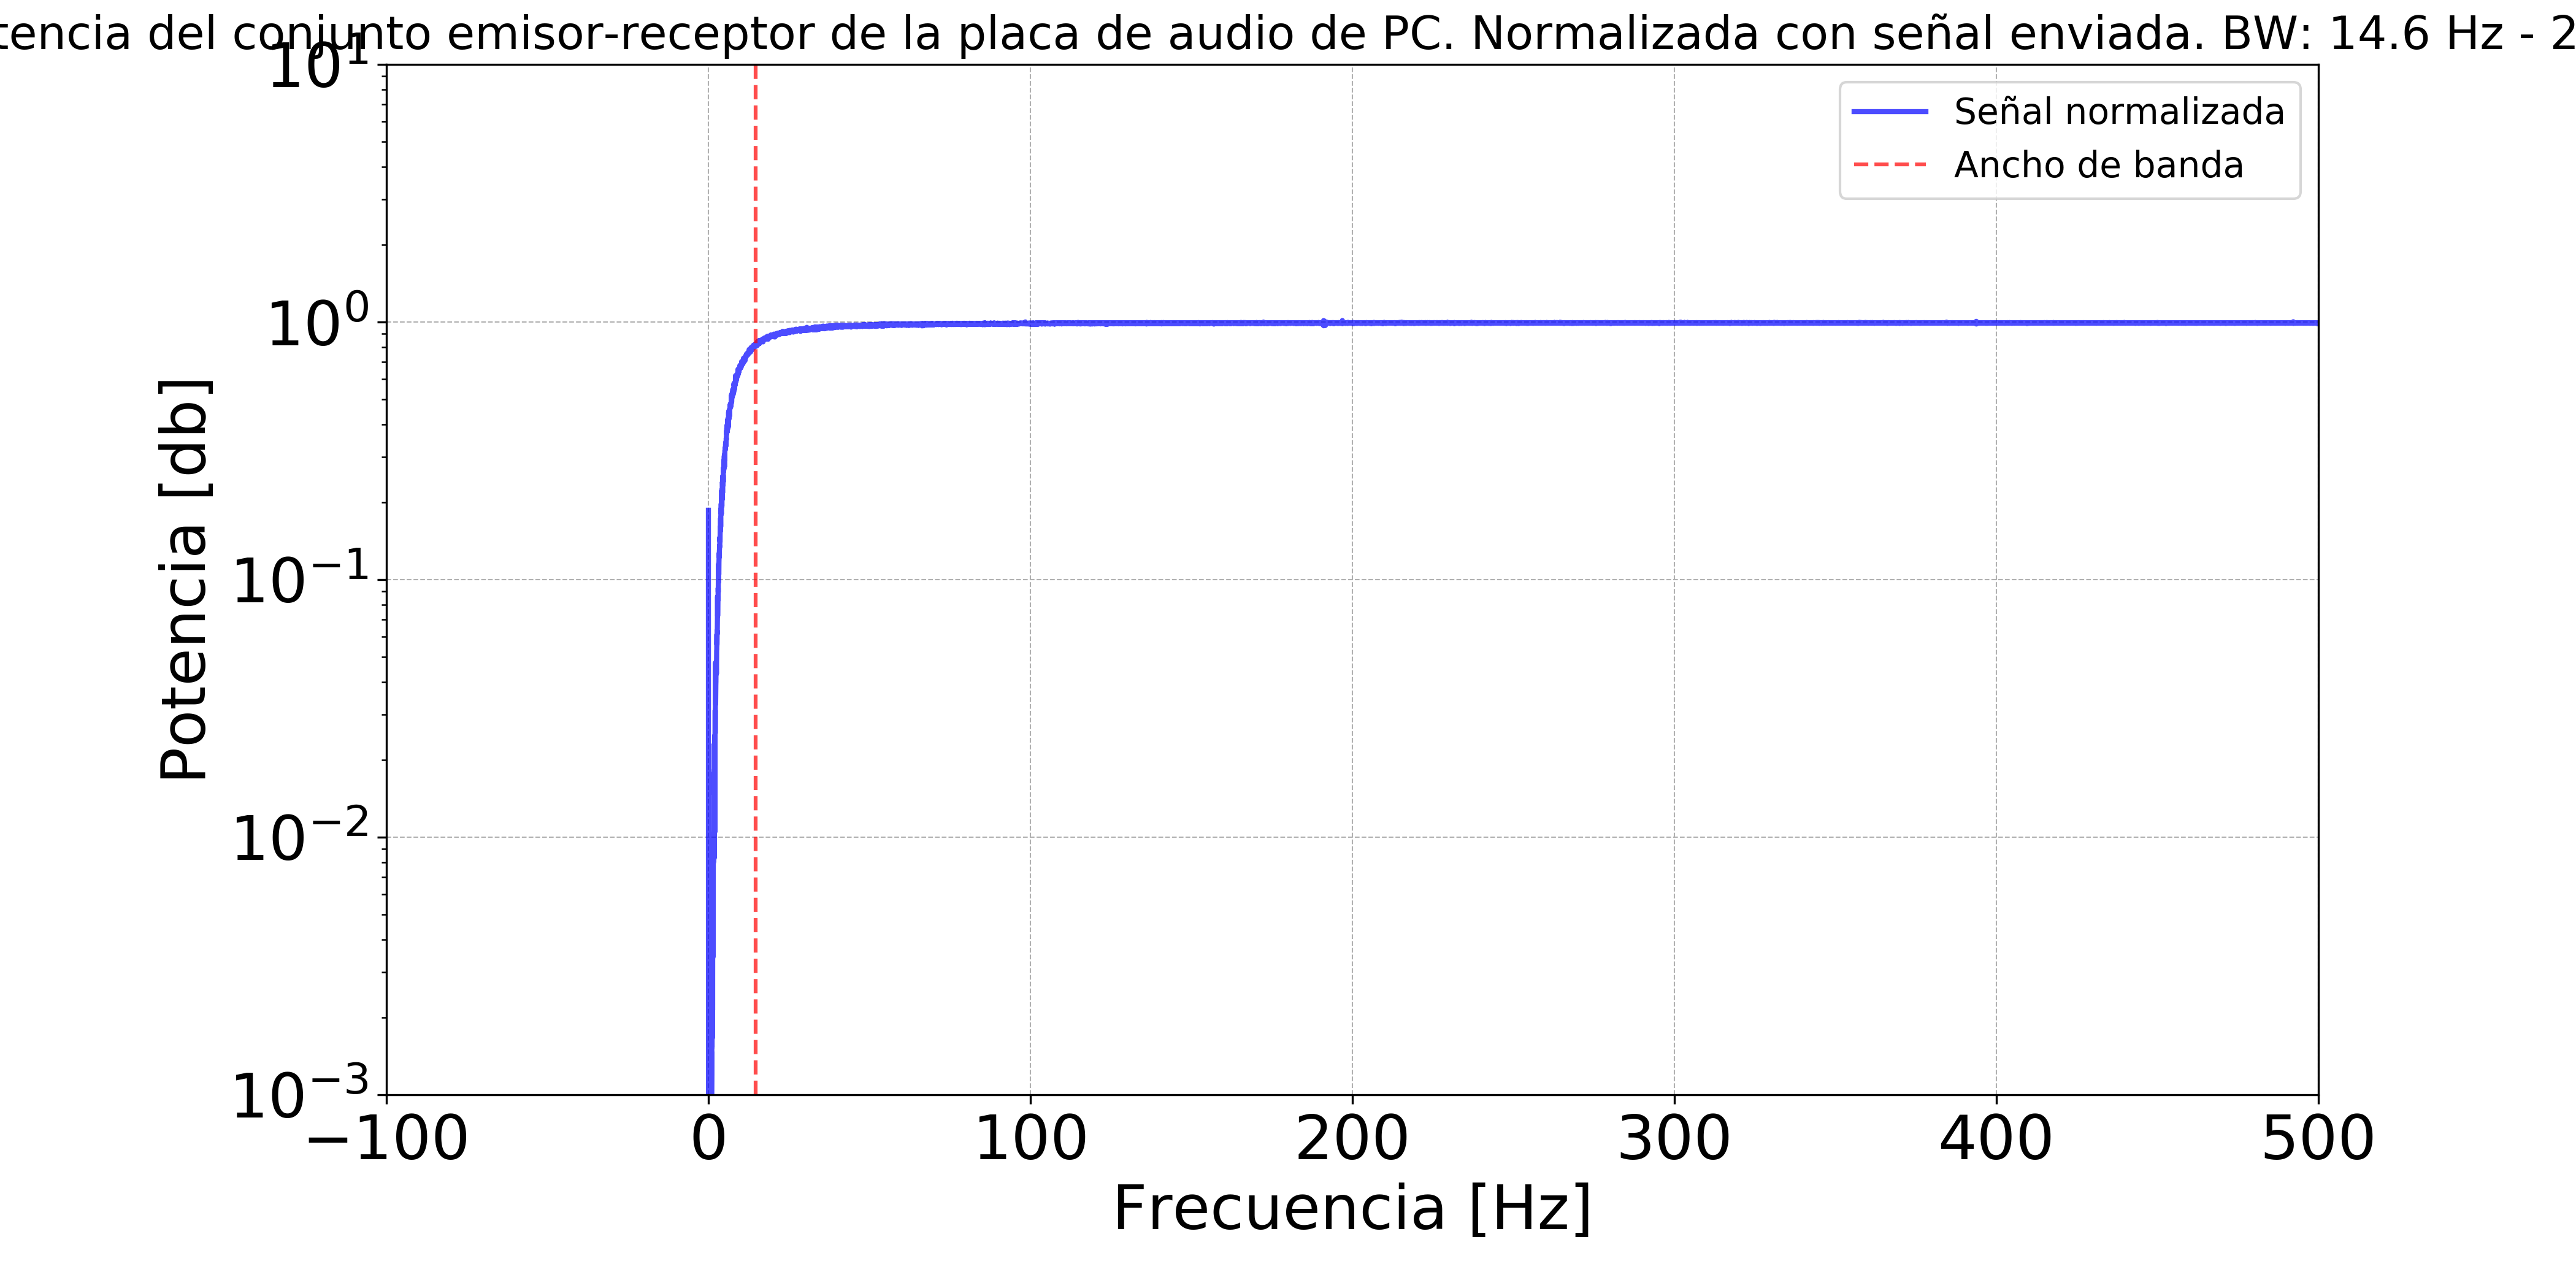 tencia del conjunto emisor-receptor de la placa de audio de PC. Normalizada con señal enviada. BW: 14.6 Hz - 2
Señal normalizada
Ancho de banda
Potencia [db]
10¹
10⁰
10⁻¹
10⁻²
10⁻³
−100 0 100 200 300 400 500
Frecuencia [Hz]